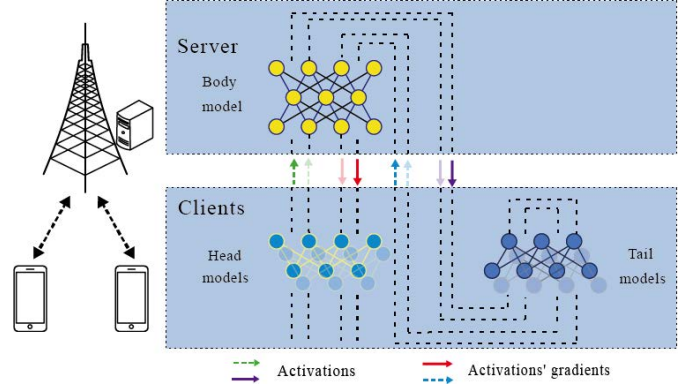 Server
Body
model
Clients
Head
models
Tail
models
Activations
Activations' gradients